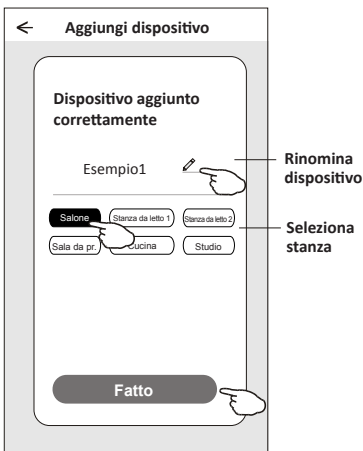 Aggiungi dispositivo
Dispositivo aggiunto
correttamente
Esempio1
Rinomina
dispositivo
Salone
Stanza da letto 1
Stanza da letto 2
Seleziona
stanza
Sala da pr.
Cucina
Studio
Fatto